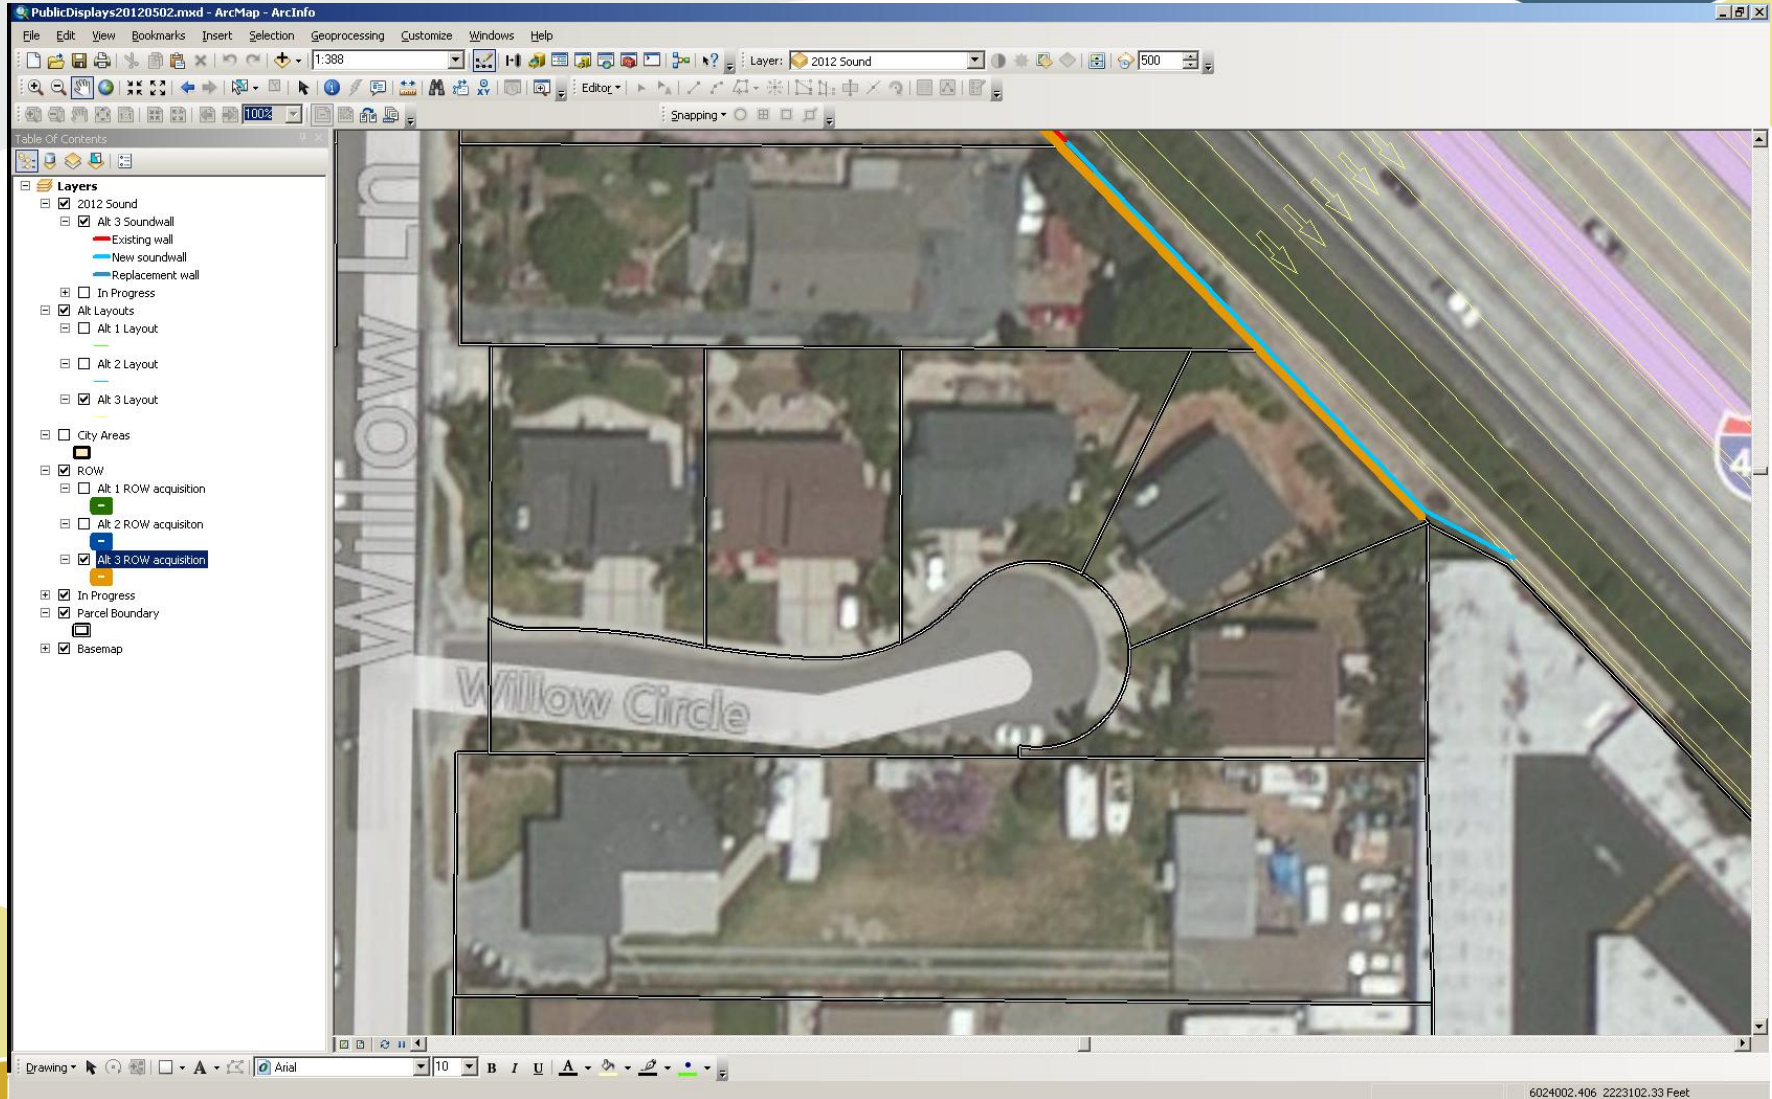 PublicDisplays20120502.mxd - ArcMap - ArcInfo
File Edit View Bookmarks Insert Selection Geoprocessing Customize Windows Help
1:388 Layer: 2012 Sound 500
Editor
100% Snapping
Table Of Contents
Layers
2012 Sound
Alt 3 Soundwall
Existing wall
New soundwall
Replacement wall
In Progress
Alt Layouts
Alt 1 Layout
Alt 2 Layout
Alt 3 Layout
City Areas
ROW
Alt 1 ROW acquisition
Alt 2 ROW acquisiton
Alt 3 ROW acquisition
In Progress
Parcel Boundary
Basemap
Willow Ln
Willow Circle
4
Drawing A Arial 10 B I U A
6024002.406 2223102.33 Feet